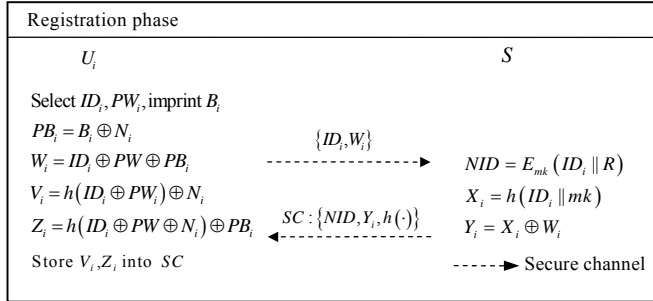 Registration phase
U_i S
Select ID_i, PW_i, imprint B_i
PB_i = B_i ⊕ N_i
{ID_i, W_i}
W_i = ID_i ⊕ PW ⊕ PB_i NID = E_mk (ID_i || R)
V_i = h(ID_i ⊕ PW_i) ⊕ N_i X_i = h(ID_i || mk)
SC : {NID, Y_i, h(·)}
Z_i = h(ID_i ⊕ PW ⊕ N_i) ⊕ PB_i Y_i = X_i ⊕ W_i
Store V_i, Z_i into SC Secure channel